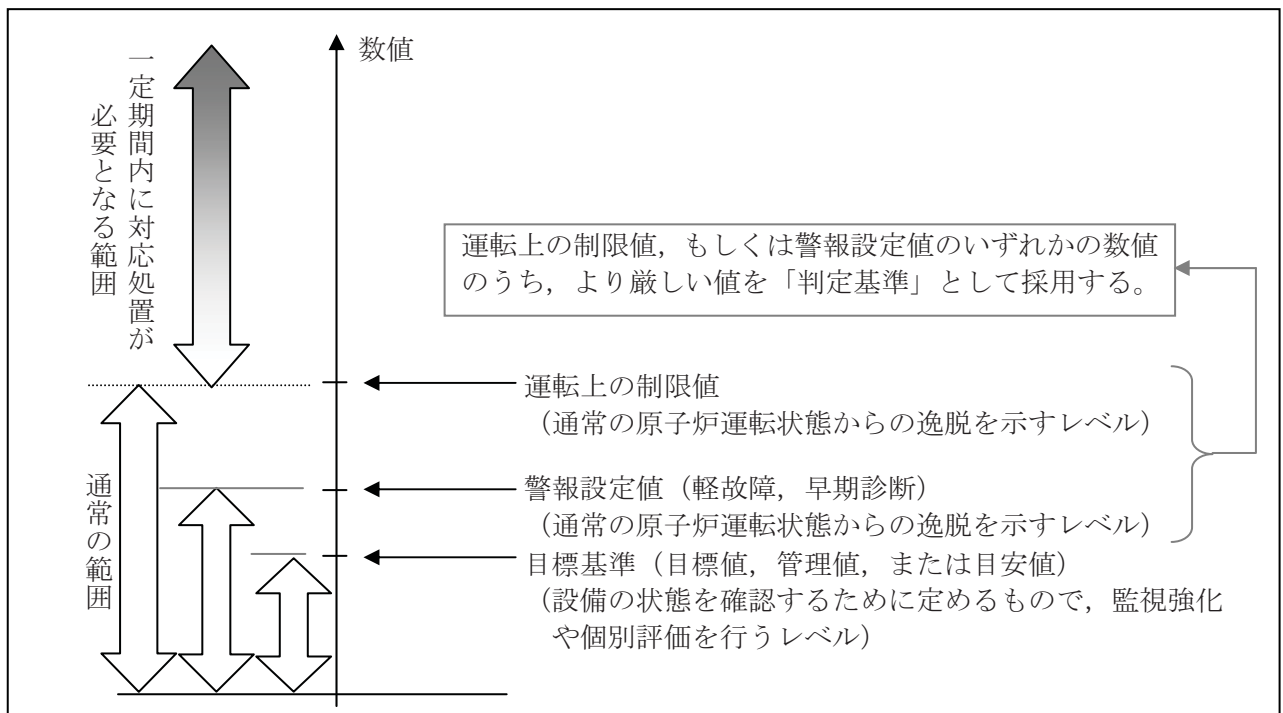 数値
一定期間内に対応処置が
必要となる範囲
運転上の制限値，もしくは警報設定値のいずれかの数値
のうち，より厳しい値を「判定基準」として採用する。
運転上の制限値
（通常の原子炉運転状態からの逸脱を示すレベル）
通常の範囲
警報設定値（軽故障，早期診断）
（通常の原子炉運転状態からの逸脱を示すレベル）
目標基準（目標値，管理値，または目安値）
（設備の状態を確認するために定めるもので，監視強化
や個別評価を行うレベル）